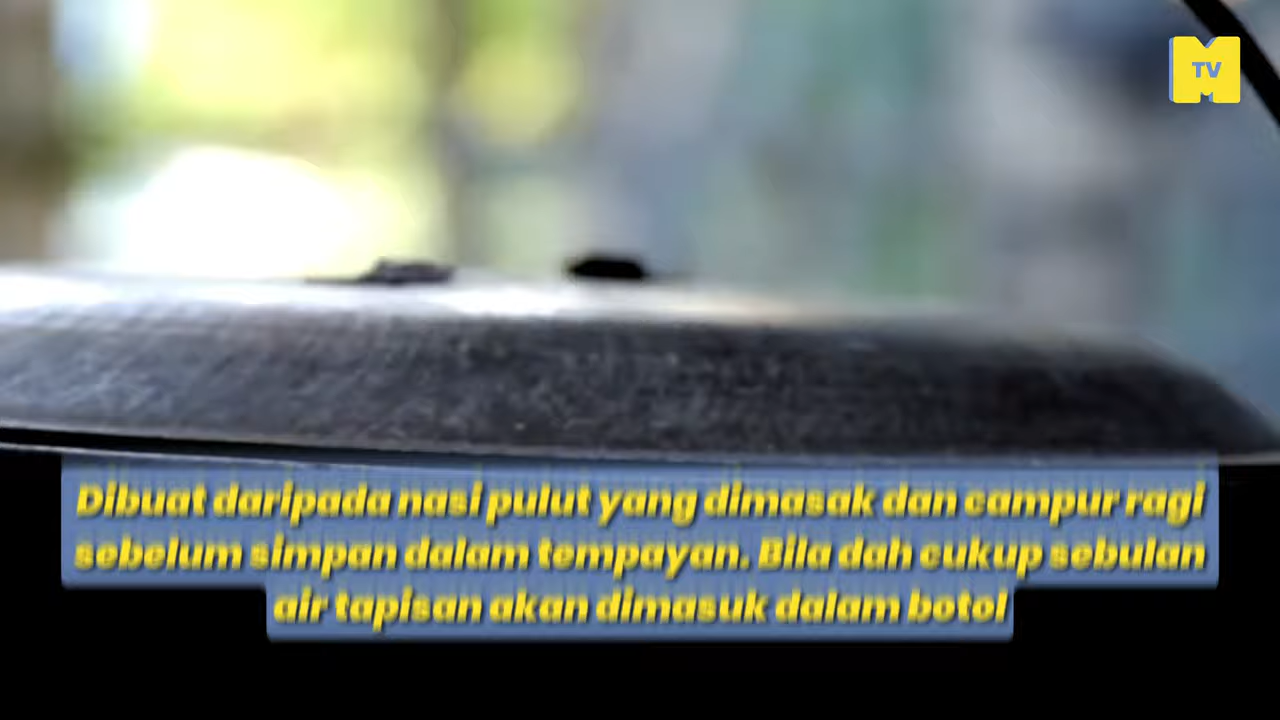 TV
Dibuat daripada nasi pulut yang dimasak dan campur ragi
sebelum simpan dalam tempayan. Bila dah cukup sebulan
air tapisan akan dimasuk dalam botol